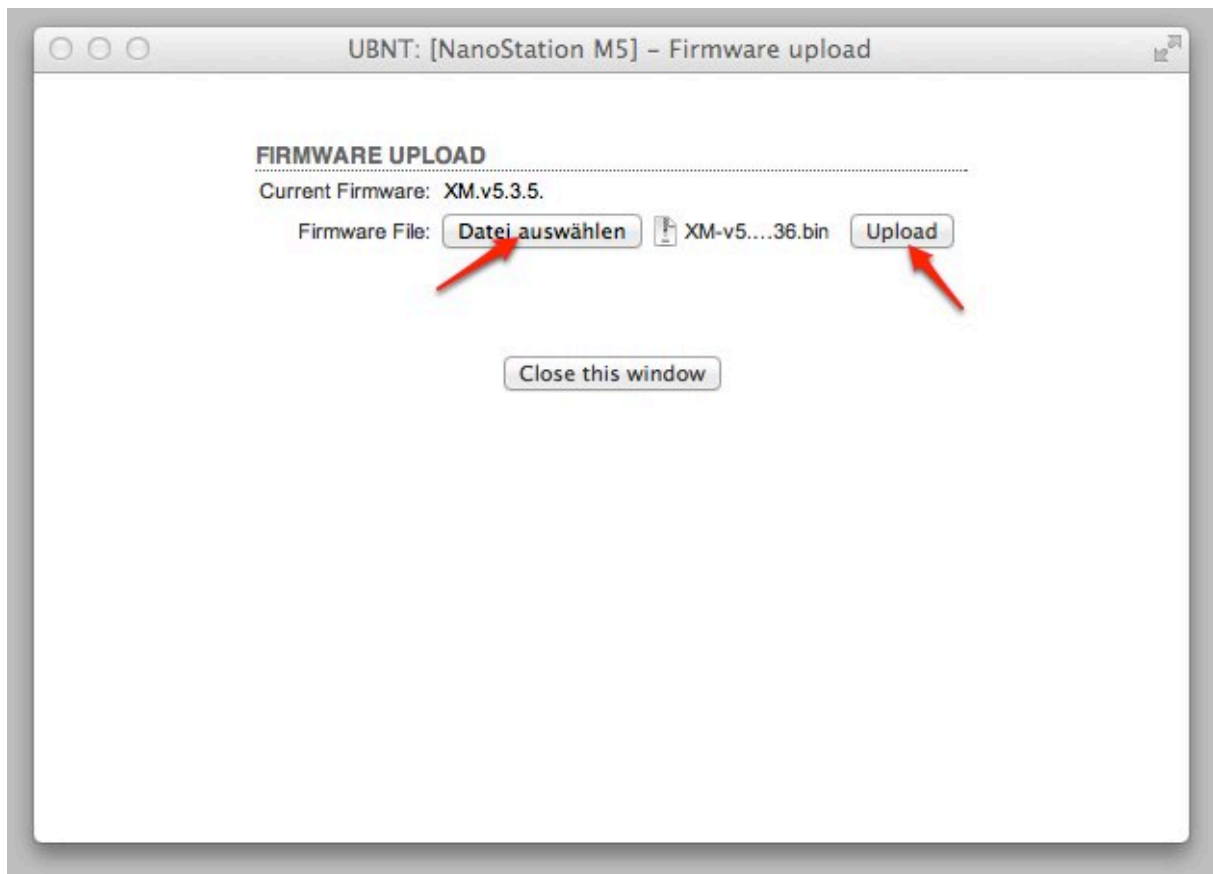 UBNT: [NanoStation M5] – Firmware upload
FIRMWARE UPLOAD
Current Firmware: XM.v5.3.5.
Firmware File: Datei auswählen XM-v5....36.bin Upload
Close this window